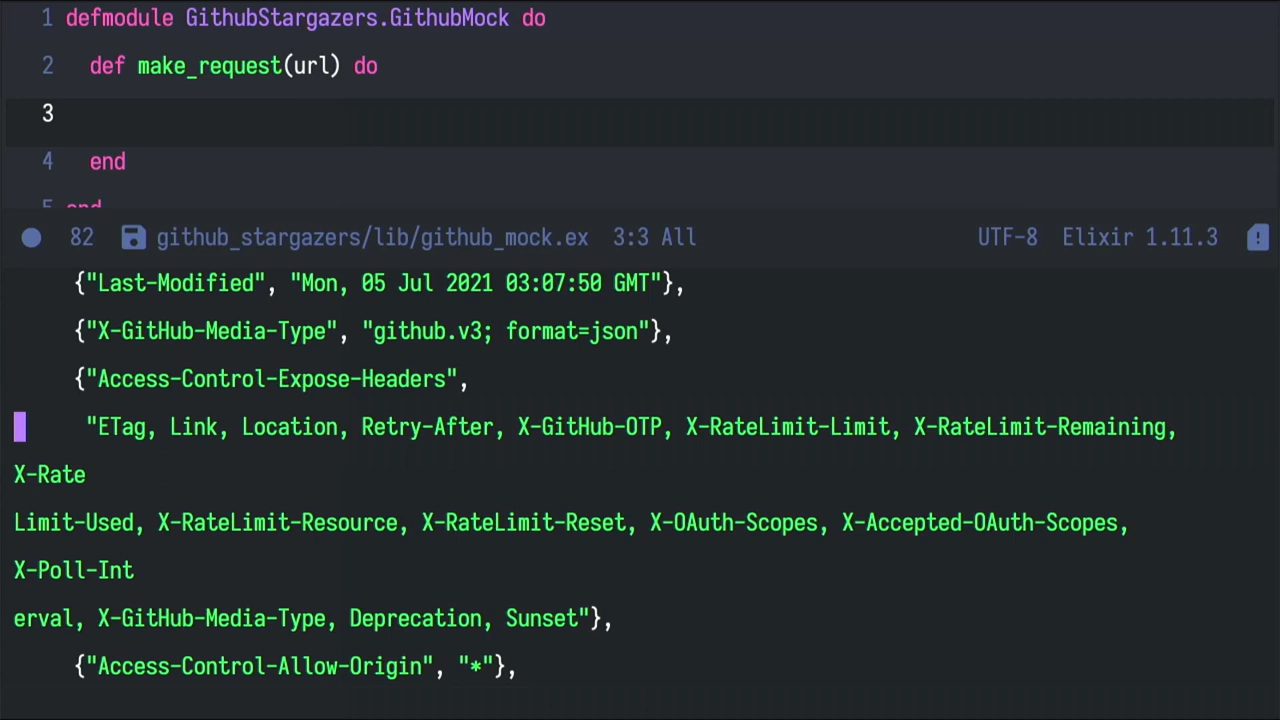 1 defmodule GithubStargazers.GithubMock do
2 def make_request(url) do
3
4 end
5 end
82 github_stargazers/lib/github_mock.ex 3:3 All UTF-8 Elixir 1.11.3
{"Last-Modified", "Mon, 05 Jul 2021 03:07:50 GMT"},
{"X-GitHub-Media-Type", "github.v3; format=json"},
{"Access-Control-Expose-Headers",
"ETag, Link, Location, Retry-After, X-GitHub-OTP, X-RateLimit-Limit, X-RateLimit-Remaining,
X-Rate
Limit-Used, X-RateLimit-Resource, X-RateLimit-Reset, X-OAuth-Scopes, X-Accepted-OAuth-Scopes,
X-Poll-Int
erval, X-GitHub-Media-Type, Deprecation, Sunset"},
{"Access-Control-Allow-Origin", "*"},